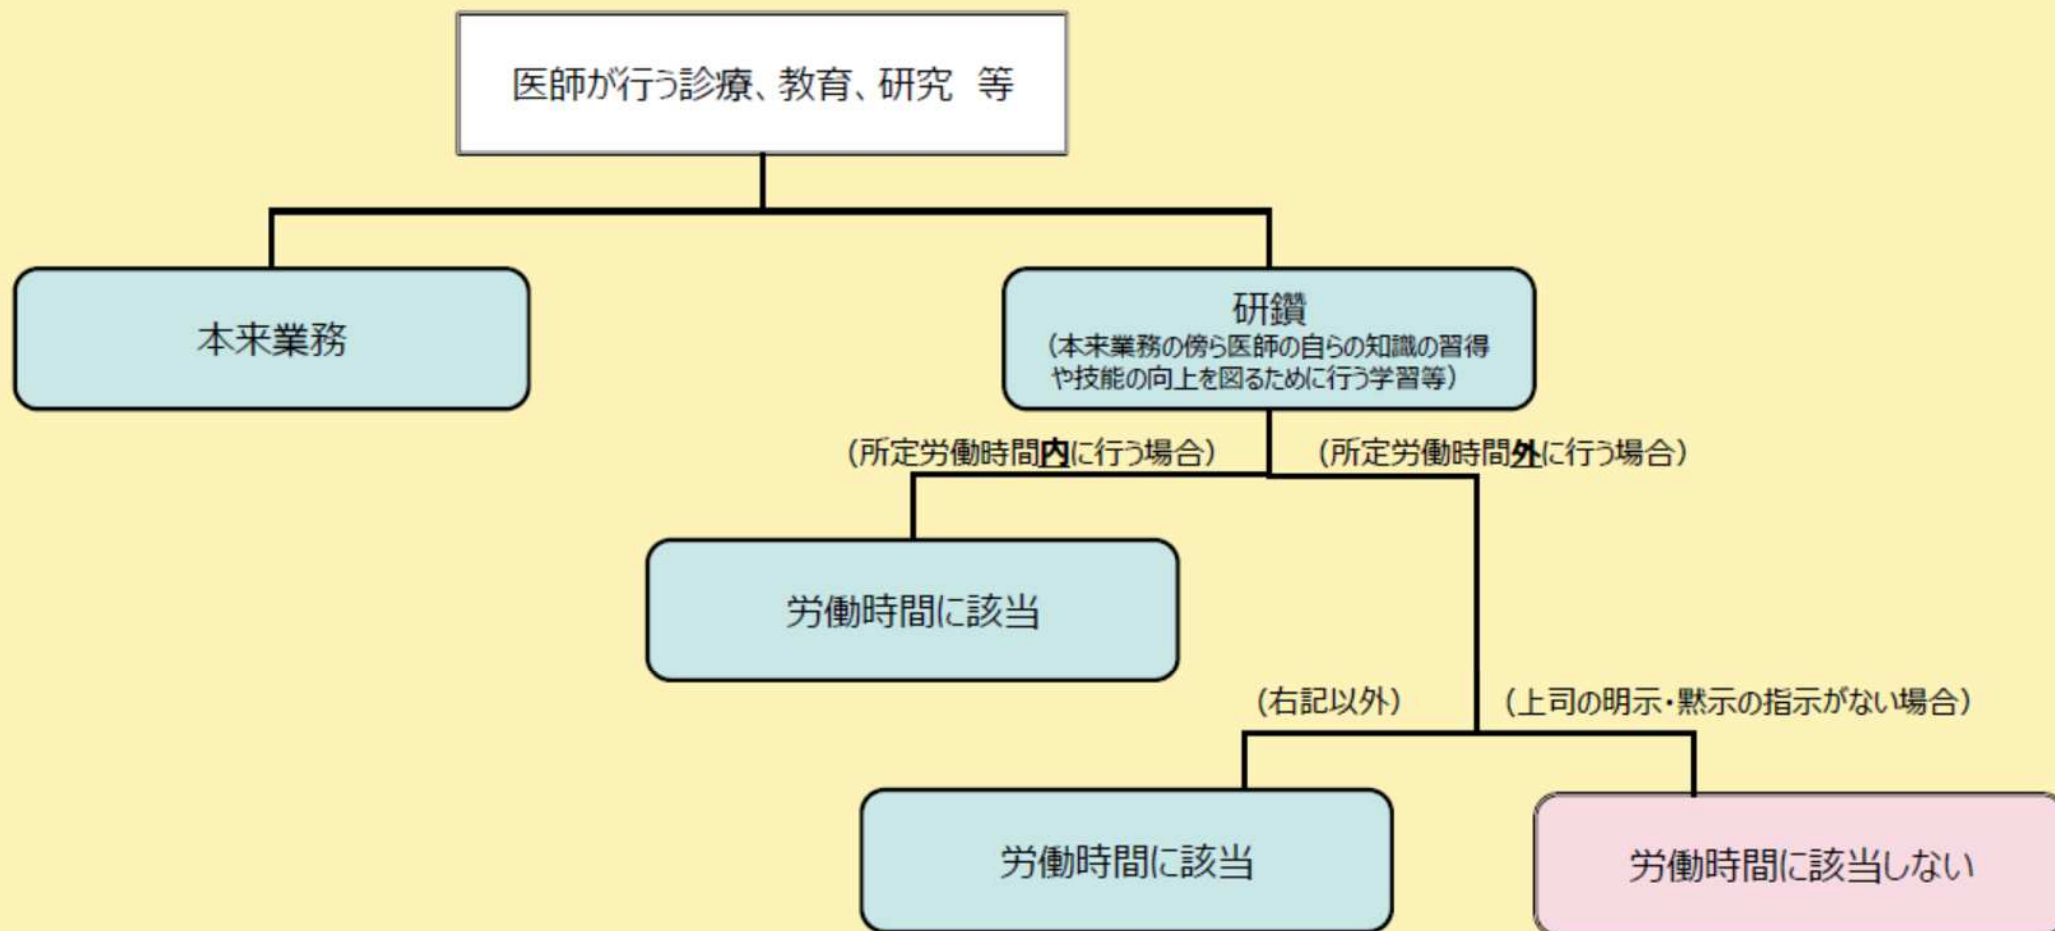 医師が行う診療、教育、研究　等
本来業務
研鑽
（本来業務の傍ら医師の自らの知識の習得
や技能の向上を図るために行う学習等）
（所定労働時間内に行う場合）
（所定労働時間外に行う場合）
労働時間に該当
（右記以外）
（上司の明示・黙示の指示がない場合）
労働時間に該当
労働時間に該当しない